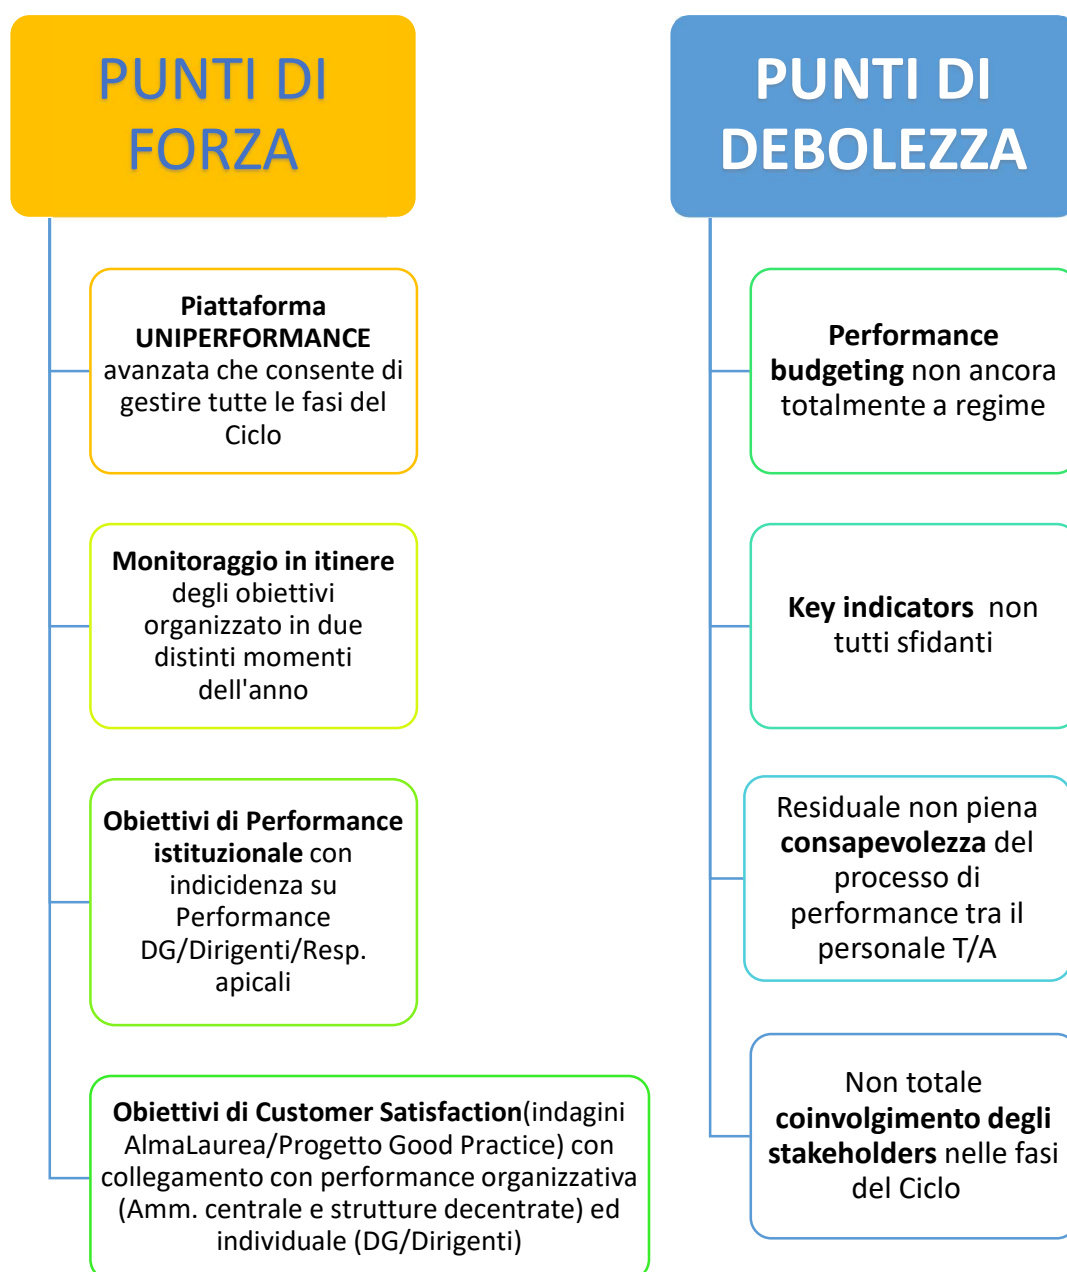 PUNTI DI
FORZA
Piattaforma
UNIPERFORMANCE
avanzata che consente di
gestire tutte le fasi del
Ciclo
Monitoraggio in itinere
degli obiettivi
organizzato in due
distinti momenti
dell'anno
Obiettivi di Performance
istituzionale con
indicidenza su
Performance
DG/Dirigenti/Resp.
apicali
Obiettivi di Customer Satisfaction(indagini
AlmaLaurea/Progetto Good Practice) con
collegamento con performance organizzativa
(Amm. centrale e strutture decentrate) ed
individuale (DG/Dirigenti)
PUNTI DI
DEBOLEZZA
Performance
budgeting non ancora
totalmente a regime
Key indicators  non
tutti sfidanti
Residuale non piena
consapevolezza del
processo di
performance tra il
personale T/A
Non totale
coinvolgimento degli
stakeholders nelle fasi
del Ciclo